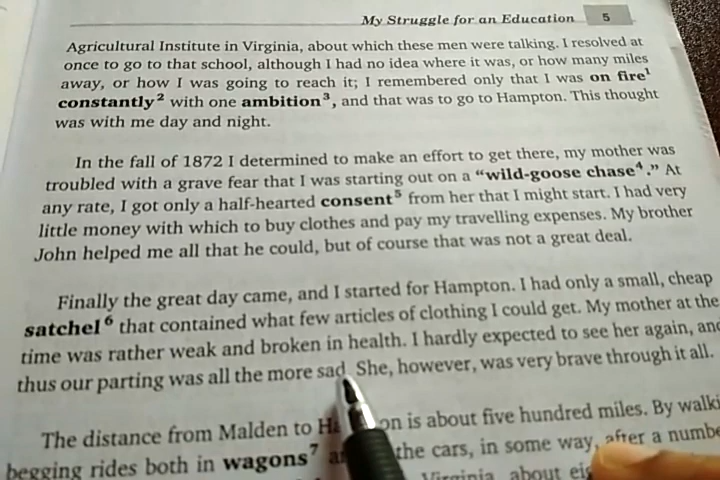 My Struggle for an Education 5
Agricultural Institute in Virginia, about which these men were talking. I resolved at
once to go to that school, although I had no idea where it was, or how many miles
away, or how I was going to reach it; I remembered only that I was on fire¹
constantly² with one ambition³, and that was to go to Hampton. This thought
was with me day and night.
In the fall of 1872 I determined to make an effort to get there, my mother was
troubled with a grave fear that I was starting out on a “wild-goose chase⁴.” At
any rate, I got only a half-hearted consent⁵ from her that I might start. I had very
little money with which to buy clothes and pay my travelling expenses. My brother
John helped me all that he could, but of course that was not a great deal.
Finally the great day came, and I started for Hampton. I had only a small, cheap
satchel⁶ that contained what few articles of clothing I could get. My mother at the
time was rather weak and broken in health. I hardly expected to see her again, and
thus our parting was all the more sad. She, however, was very brave through it all.
The distance from Malden to on is about five hundred miles. By walki
begging rides both in wagons⁷ the cars, in some way, after a numbe
Virginia, about